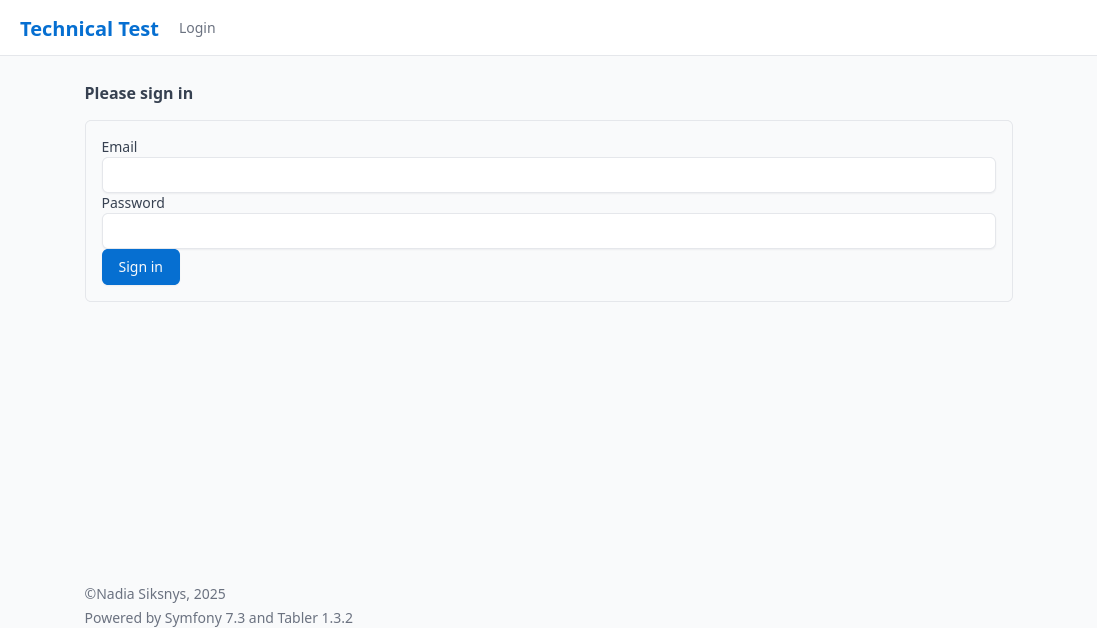 Technical Test Login
Please sign in
Email
Password
Sign in
©Nadia Siksnys, 2025
Powered by Symfony 7.3 and Tabler 1.3.2